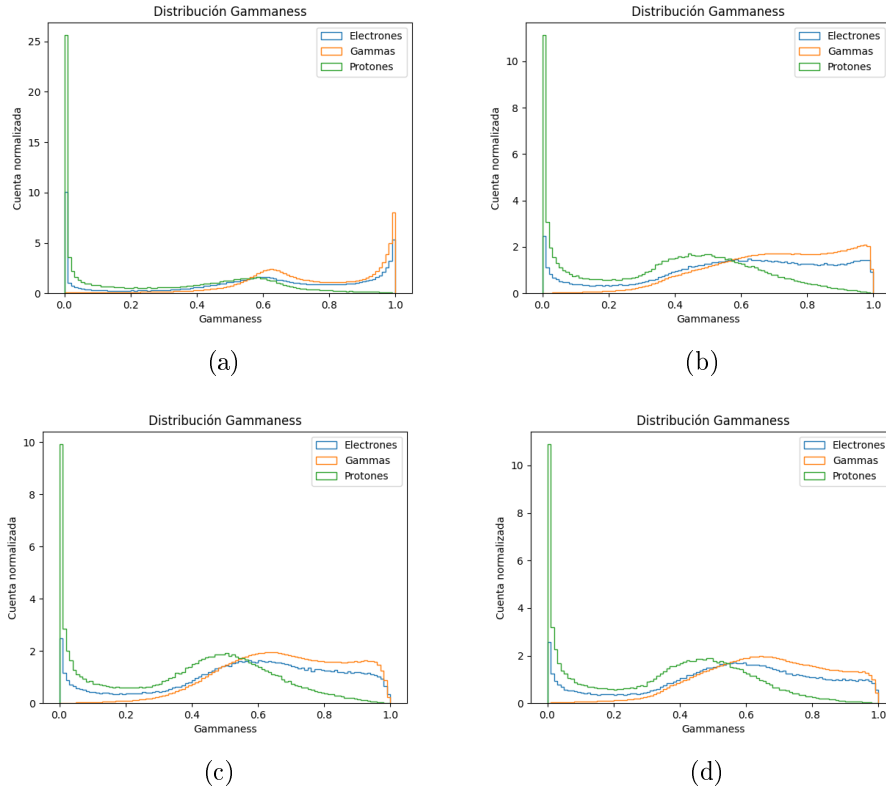 Distribución Gammaness
Electrones
Gammas
Protones
Cuenta normalizada
25
20
15
10
5
0
0.0 0.2 0.4 0.6 0.8 1.0
Gammaness
(a)
Distribución Gammaness
Electrones
Gammas
Protones
Cuenta normalizada
10
8
6
4
2
0
0.0 0.2 0.4 0.6 0.8 1.0
Gammaness
(b)
Distribución Gammaness
Electrones
Gammas
Protones
Cuenta normalizada
10
8
6
4
2
0
0.0 0.2 0.4 0.6 0.8 1.0
Gammaness
(c)
Distribución Gammaness
Electrones
Gammas
Protones
Cuenta normalizada
10
8
6
4
2
0
0.0 0.2 0.4 0.6 0.8 1.0
Gammaness
(d)